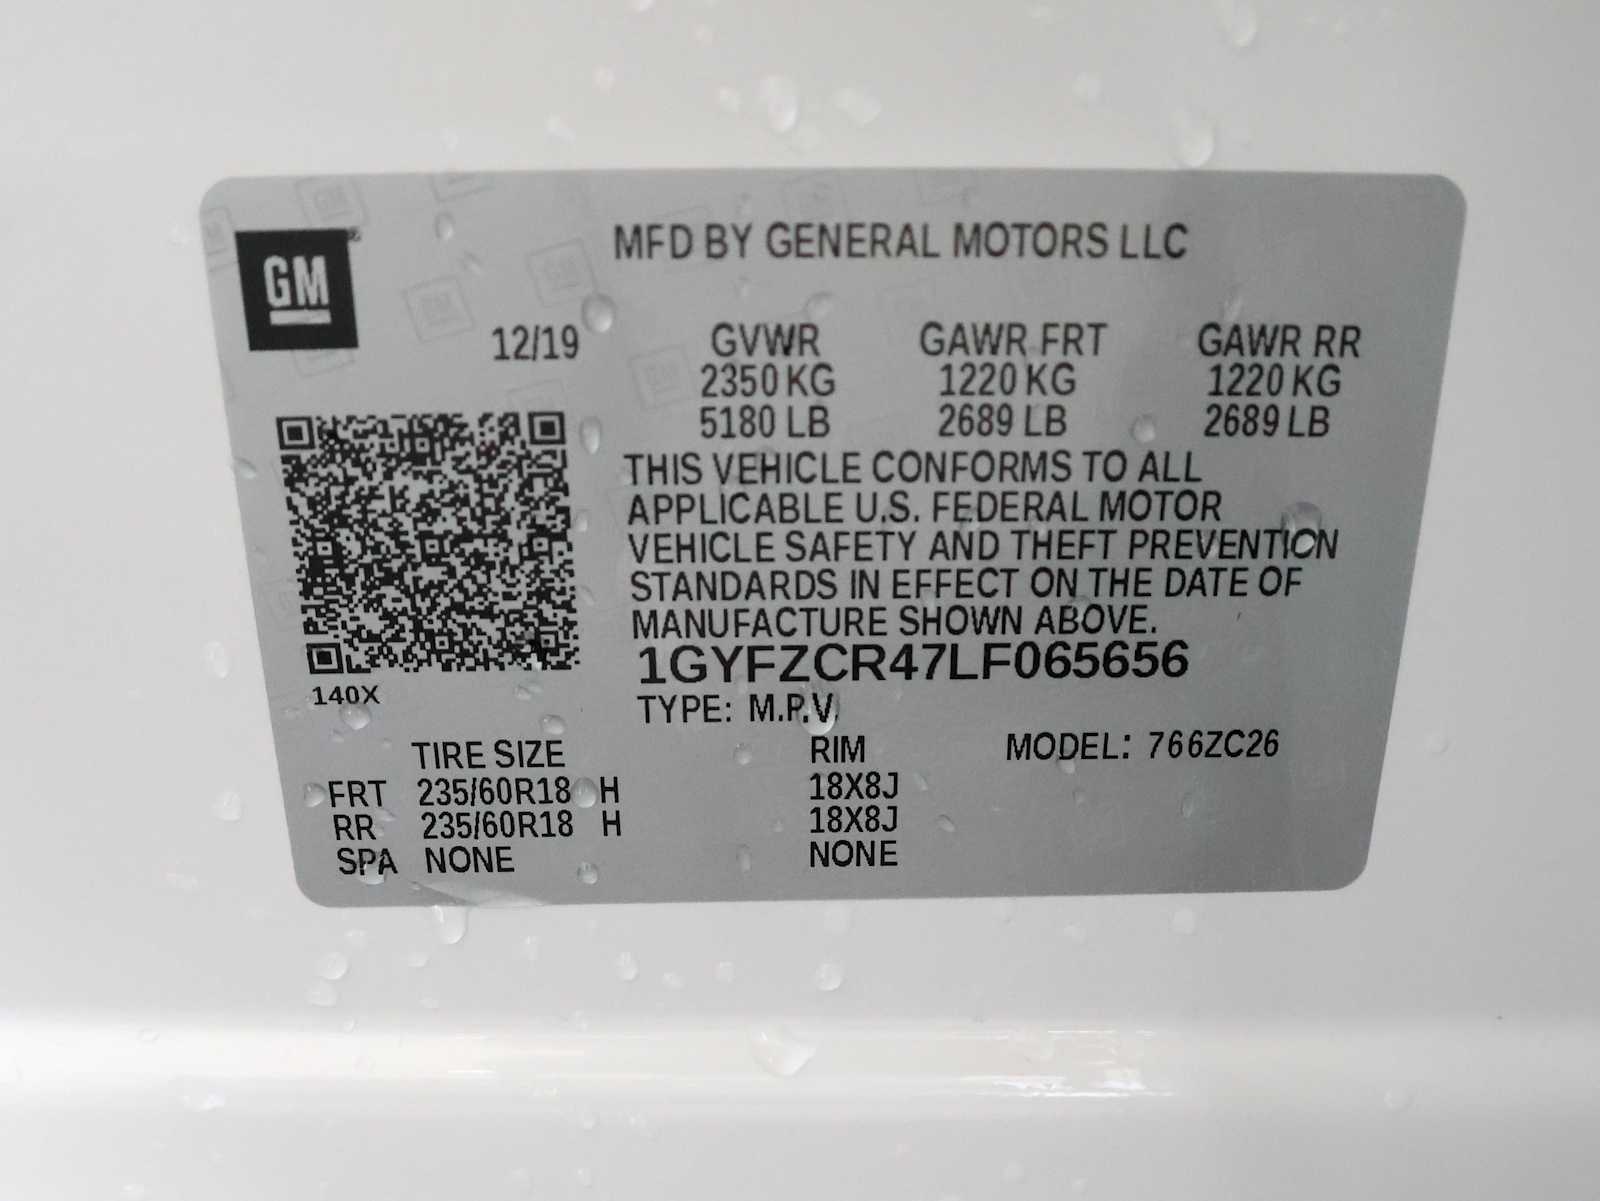 GM
MFD BY GENERAL MOTORS LLC
12/19 GVWR GAWR FRT GAWR RR
2350 KG 1220 KG 1220 KG
5180 LB 2689 LB 2689 LB
THIS VEHICLE CONFORMS TO ALL
APPLICABLE U.S. FEDERAL MOTOR
VEHICLE SAFETY AND THEFT PREVENTION
STANDARDS IN EFFECT ON THE DATE OF
MANUFACTURE SHOWN ABOVE.
1GYFZCR47LF065656
140X
TYPE: M.P.V.
TIRE SIZE RIM MODEL: 766ZC26
FRT 235/60R18 H 18X8J
RR 235/60R18 H 18X8J
SPA NONE NONE